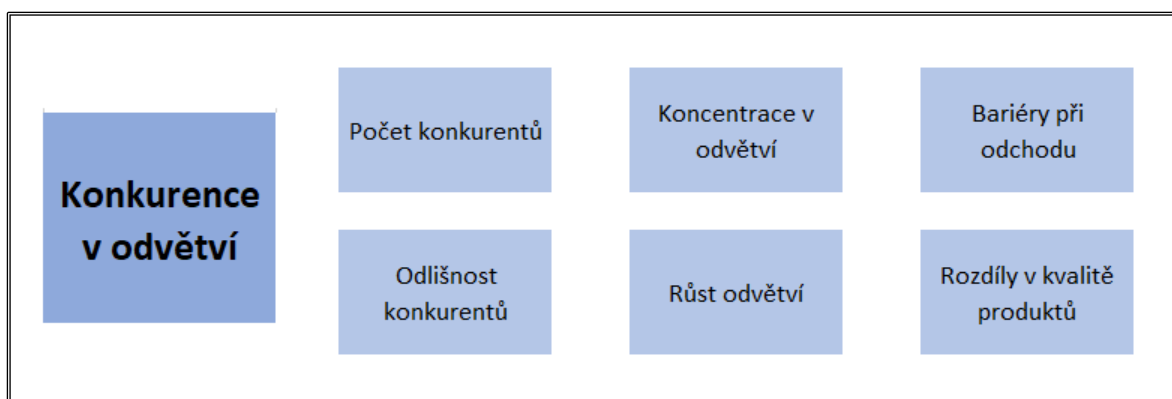 Konkurence
v odvětví
Počet konkurentů
Koncentrace v
odvětví
Bariéry při
odchodu
Odlišnost
konkurentů
Růst odvětví
Rozdíly v kvalitě
produktů